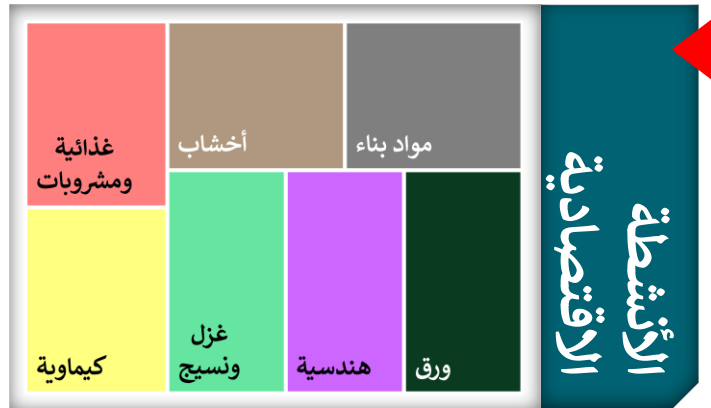 الأنشطة
الاقتصادية
مواد بناء
أخشاب
غذائية
ومشروبات
ورق
هندسية
غزل
ونسيج
كيماوية